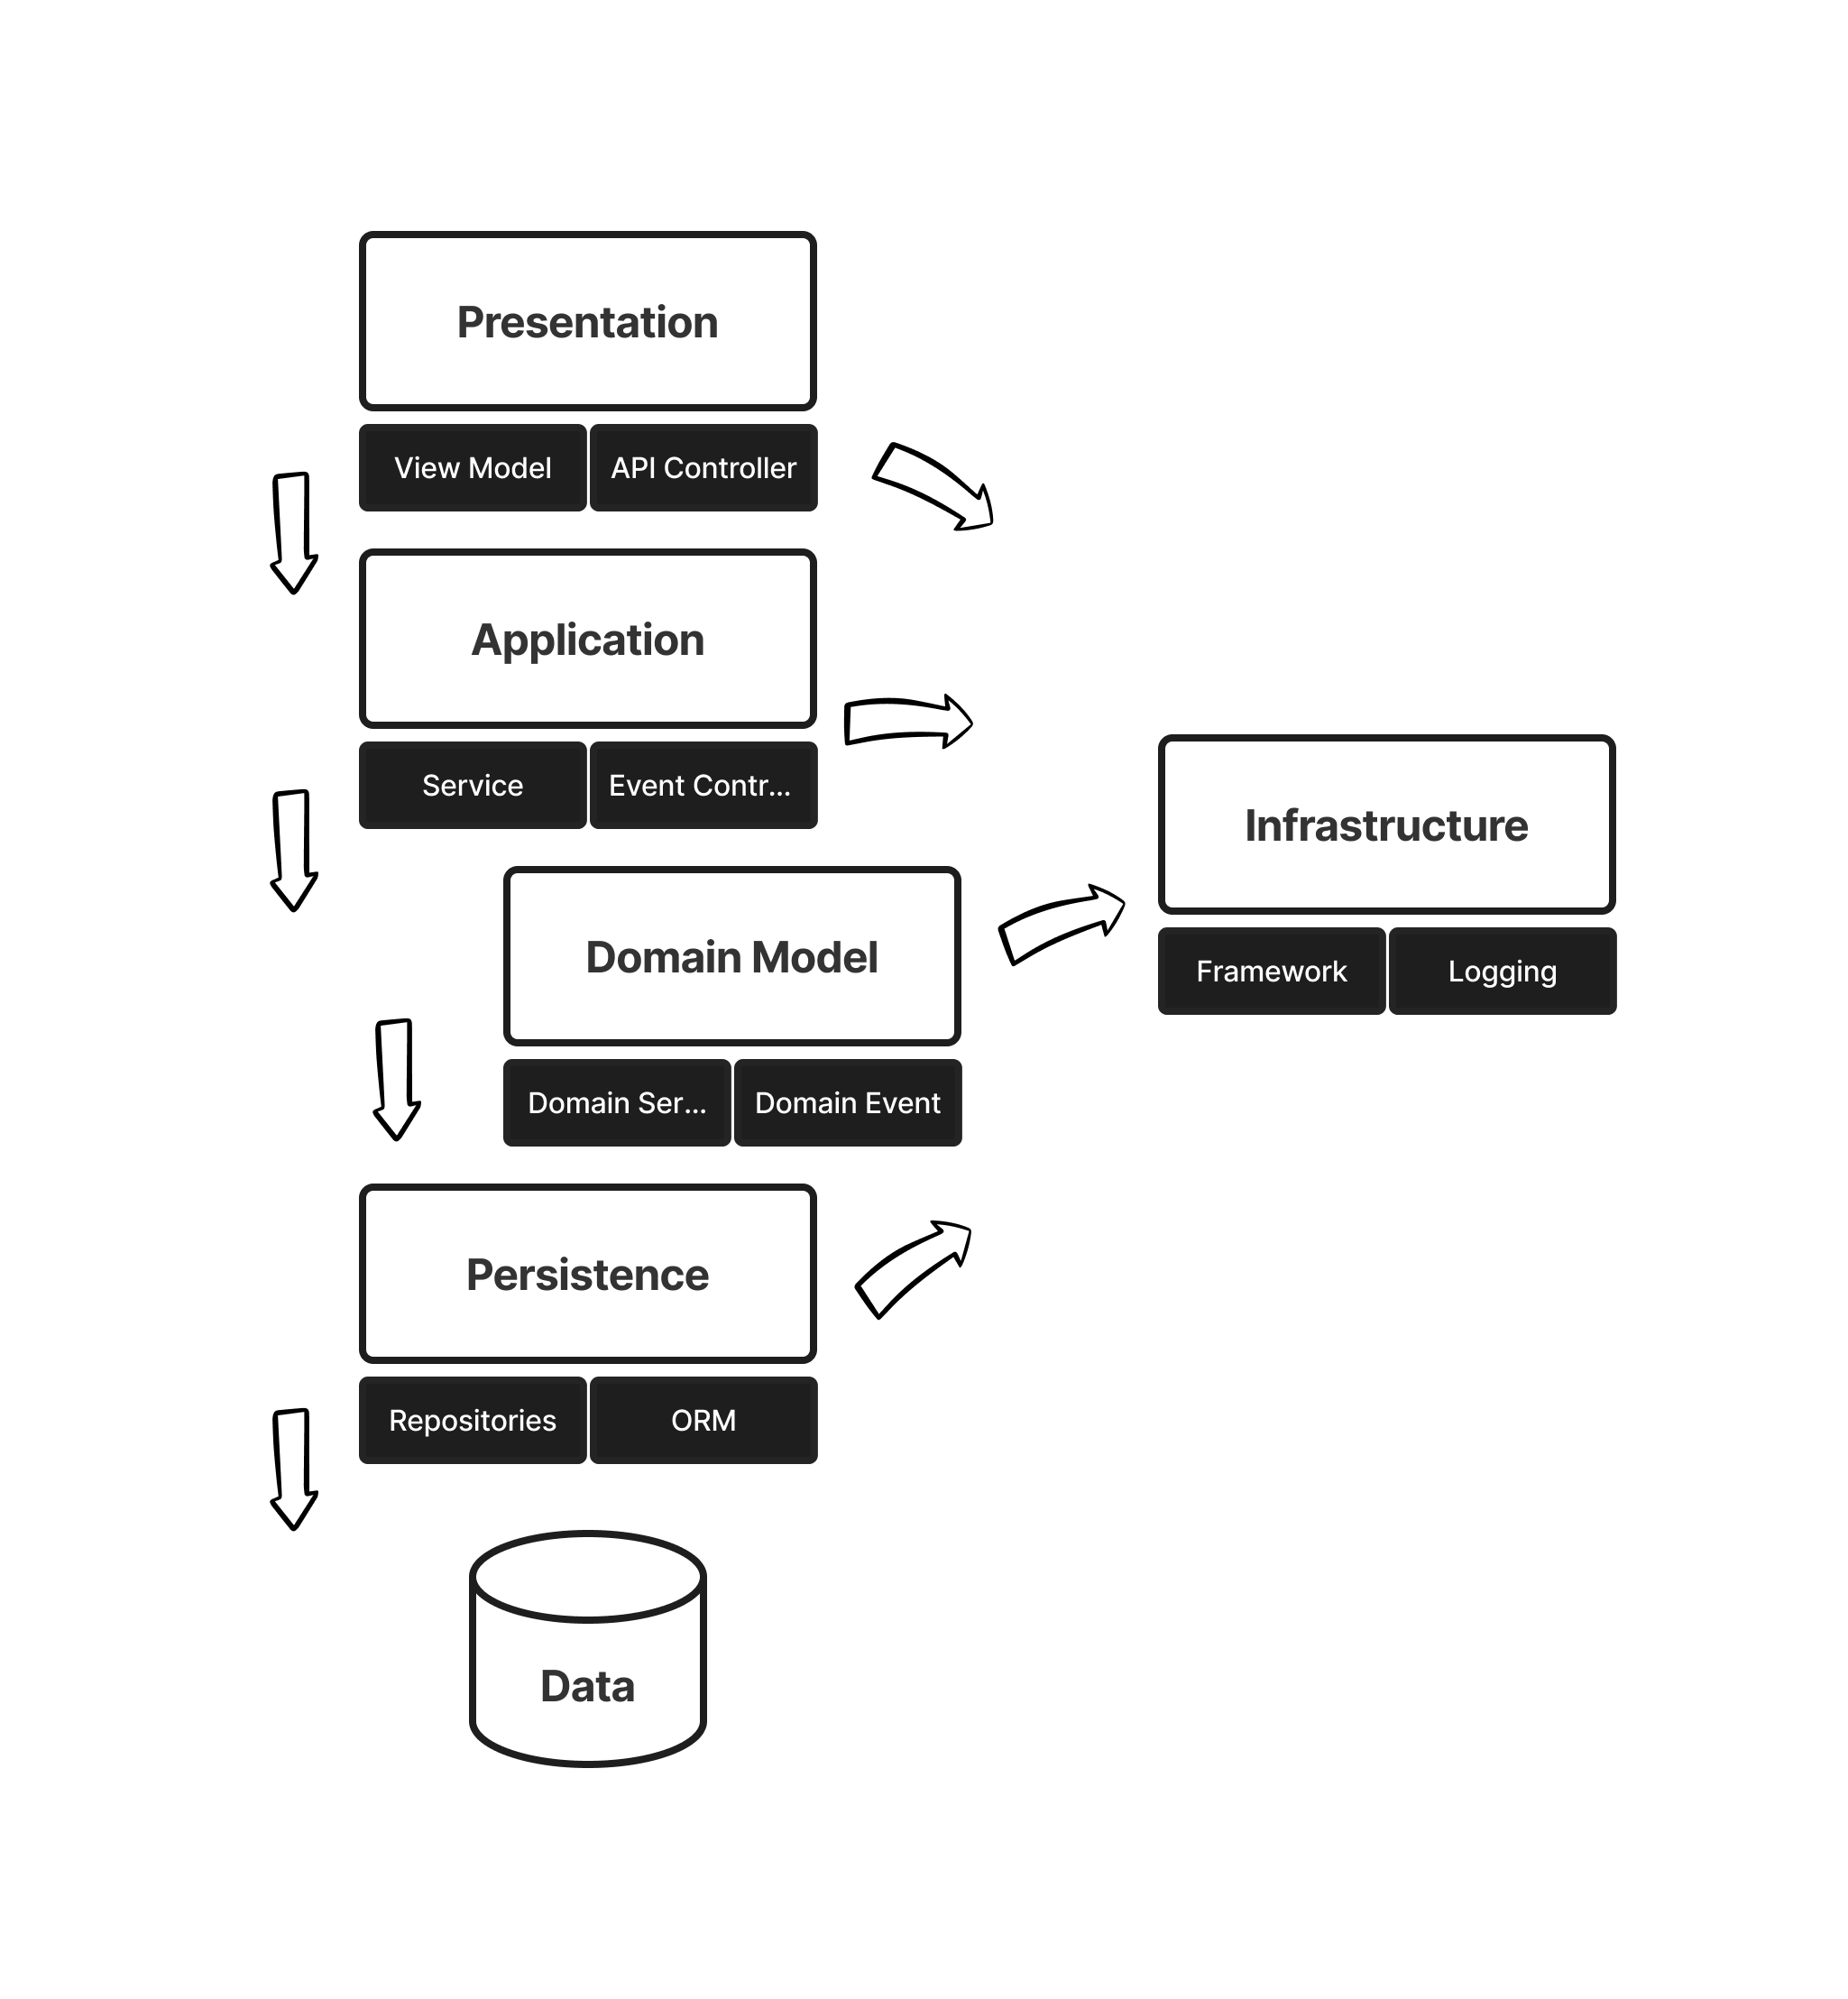 Presentation
View Model
API Controller
Application
Service
Event Contr...
Infrastructure
Framework
Logging
Domain Model
Domain Ser...
Domain Event
Persistence
Repositories
ORM
Data